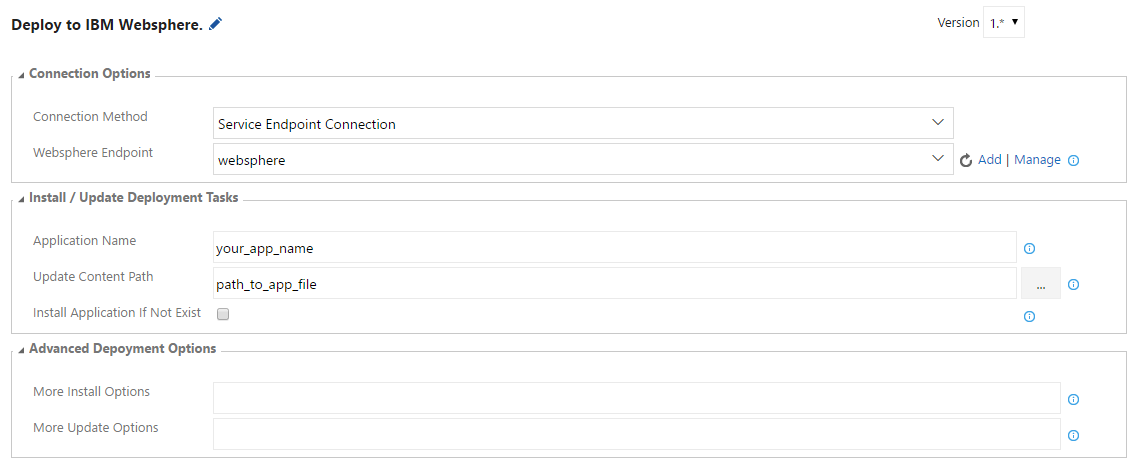 Deploy to IBM Websphere.
Version 1.*
Connection Options
Connection Method Service Endpoint Connection
Websphere Endpoint websphere Add | Manage
Install / Update Deployment Tasks
Application Name your_app_name
Update Content Path path_to_app_file ...
Install Application If Not Exist
Advanced Depoyment Options
More Install Options
More Update Options